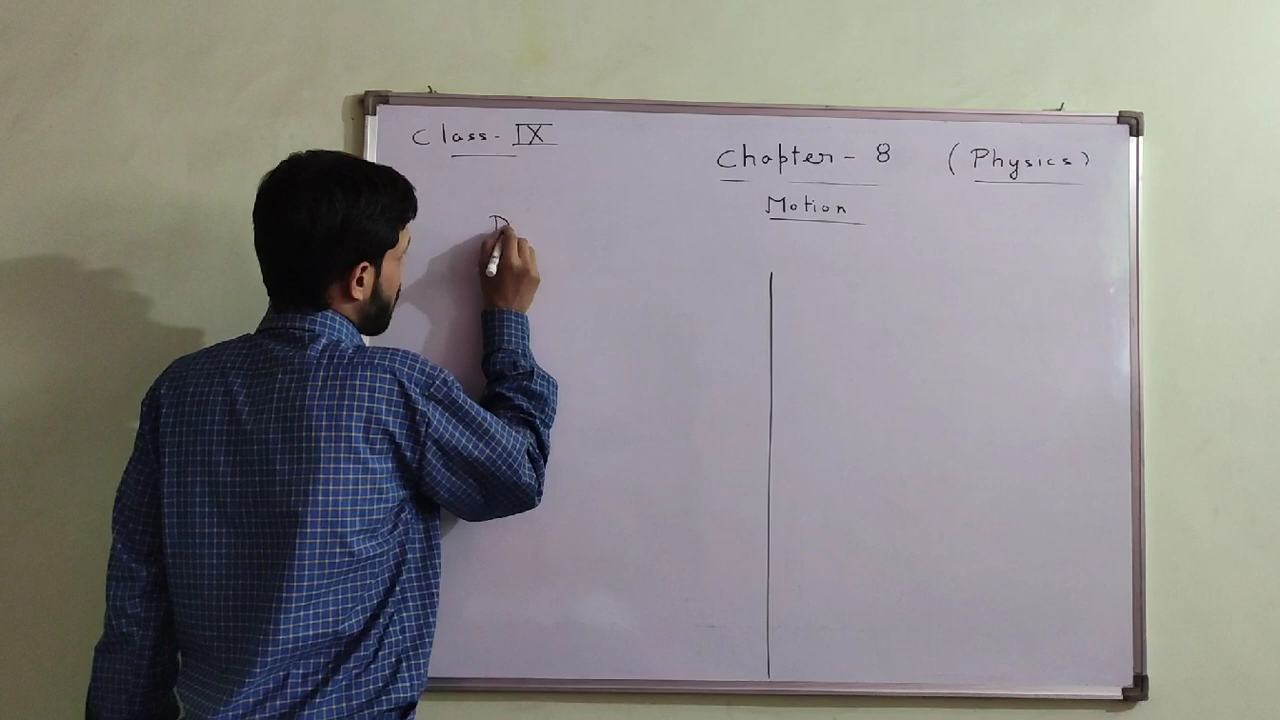 Class - IX
Chapter - 8 (Physics)
Motion
D